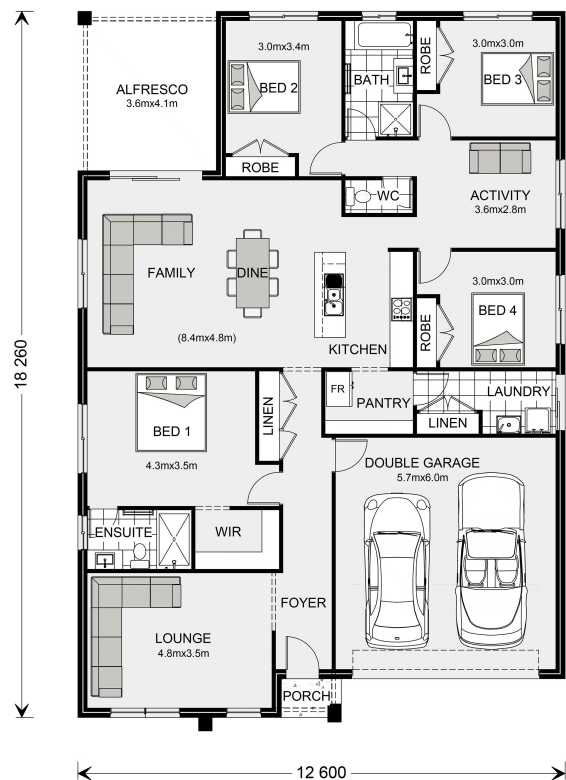 3.0mx3.4m
BED 2
BATH
ROBE
3.0mx3.0m
BED 3
ALFRESCO
3.6mx4.1m
ROBE
WC
ACTIVITY
3.6mx2.8m
FAMILY
DINE
3.0mx3.0m
BED 4
ROBE
(8.4mx4.8m)
KITCHEN
18 260
FR
PANTRY
LAUNDRY
LINEN
LINEN
BED 1
4.3mx3.5m
DOUBLE GARAGE
5.7mx6.0m
ENSUITE
WIR
FOYER
LOUNGE
4.8mx3.5m
PORCH
12 600